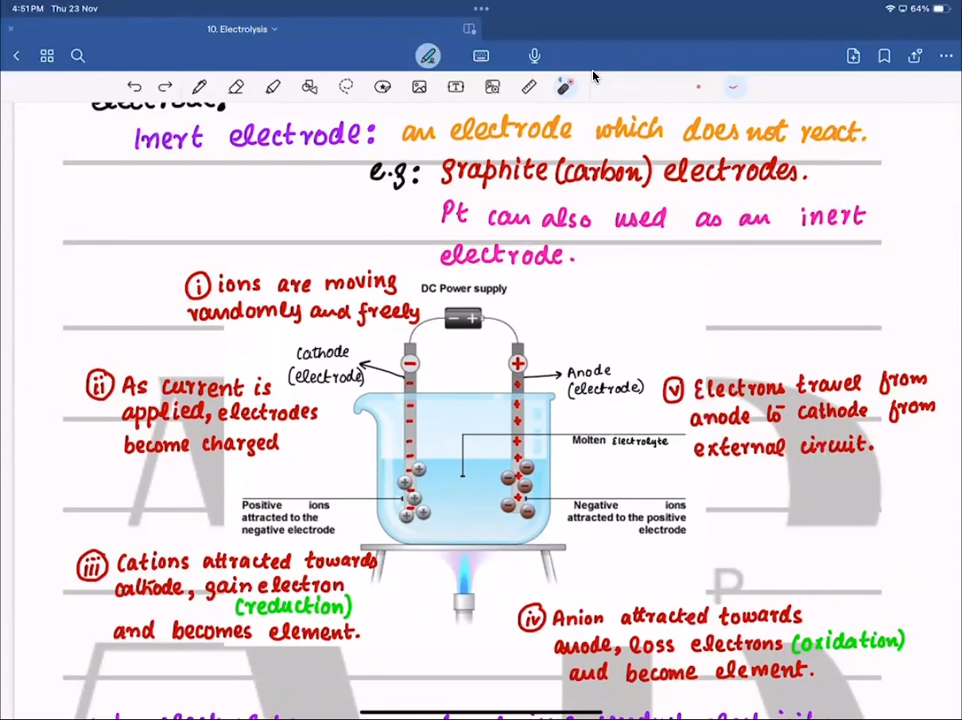 4:51PM Thu 23 Nov
64%
10. Electrolysis
electrode.
Inert electrode: an electrode which does not react.
e.g: graphite (carbon) electrodes.
Pt can also used as an inert
electrode.
(i) ions are moving
randomly and freely
DC Power supply
Cathode
(electrode)
Anode
(electrode)
(ii) As current is
applied, electrodes
become charged
(v) Electrons travel from
anode to cathode from
external circuit.
Molten Electrolyte
Positive ions
attracted to the
negative electrode
Negative ions
attracted to the positive
electrode
(iii) Cations attracted towards
cathode, gain electron
(reduction)
and becomes element.
(iv) Anion attracted towards
anode, loss electrons (oxidation)
and become element.
P